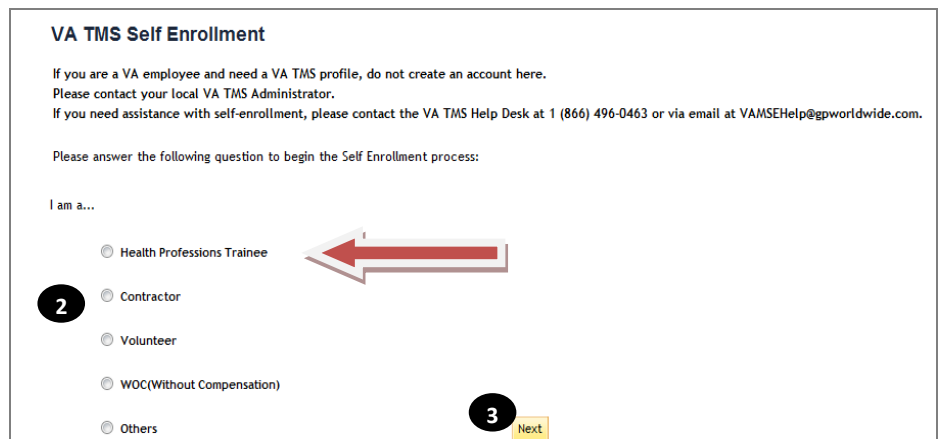 VA TMS Self Enrollment
If you are a VA employee and need a VA TMS profile, do not create an account here.
Please contact your local VA TMS Administrator.
If you need assistance with self-enrollment, please contact the VA TMS Help Desk at 1 (866) 496-0463 or via email at VAMSEHelp@gpworldwide.com.
Please answer the following question to begin the Self Enrollment process:
I am a...
Health Professions Trainee
2
Contractor
Volunteer
WOC(Without Compensation)
Others
3
Next